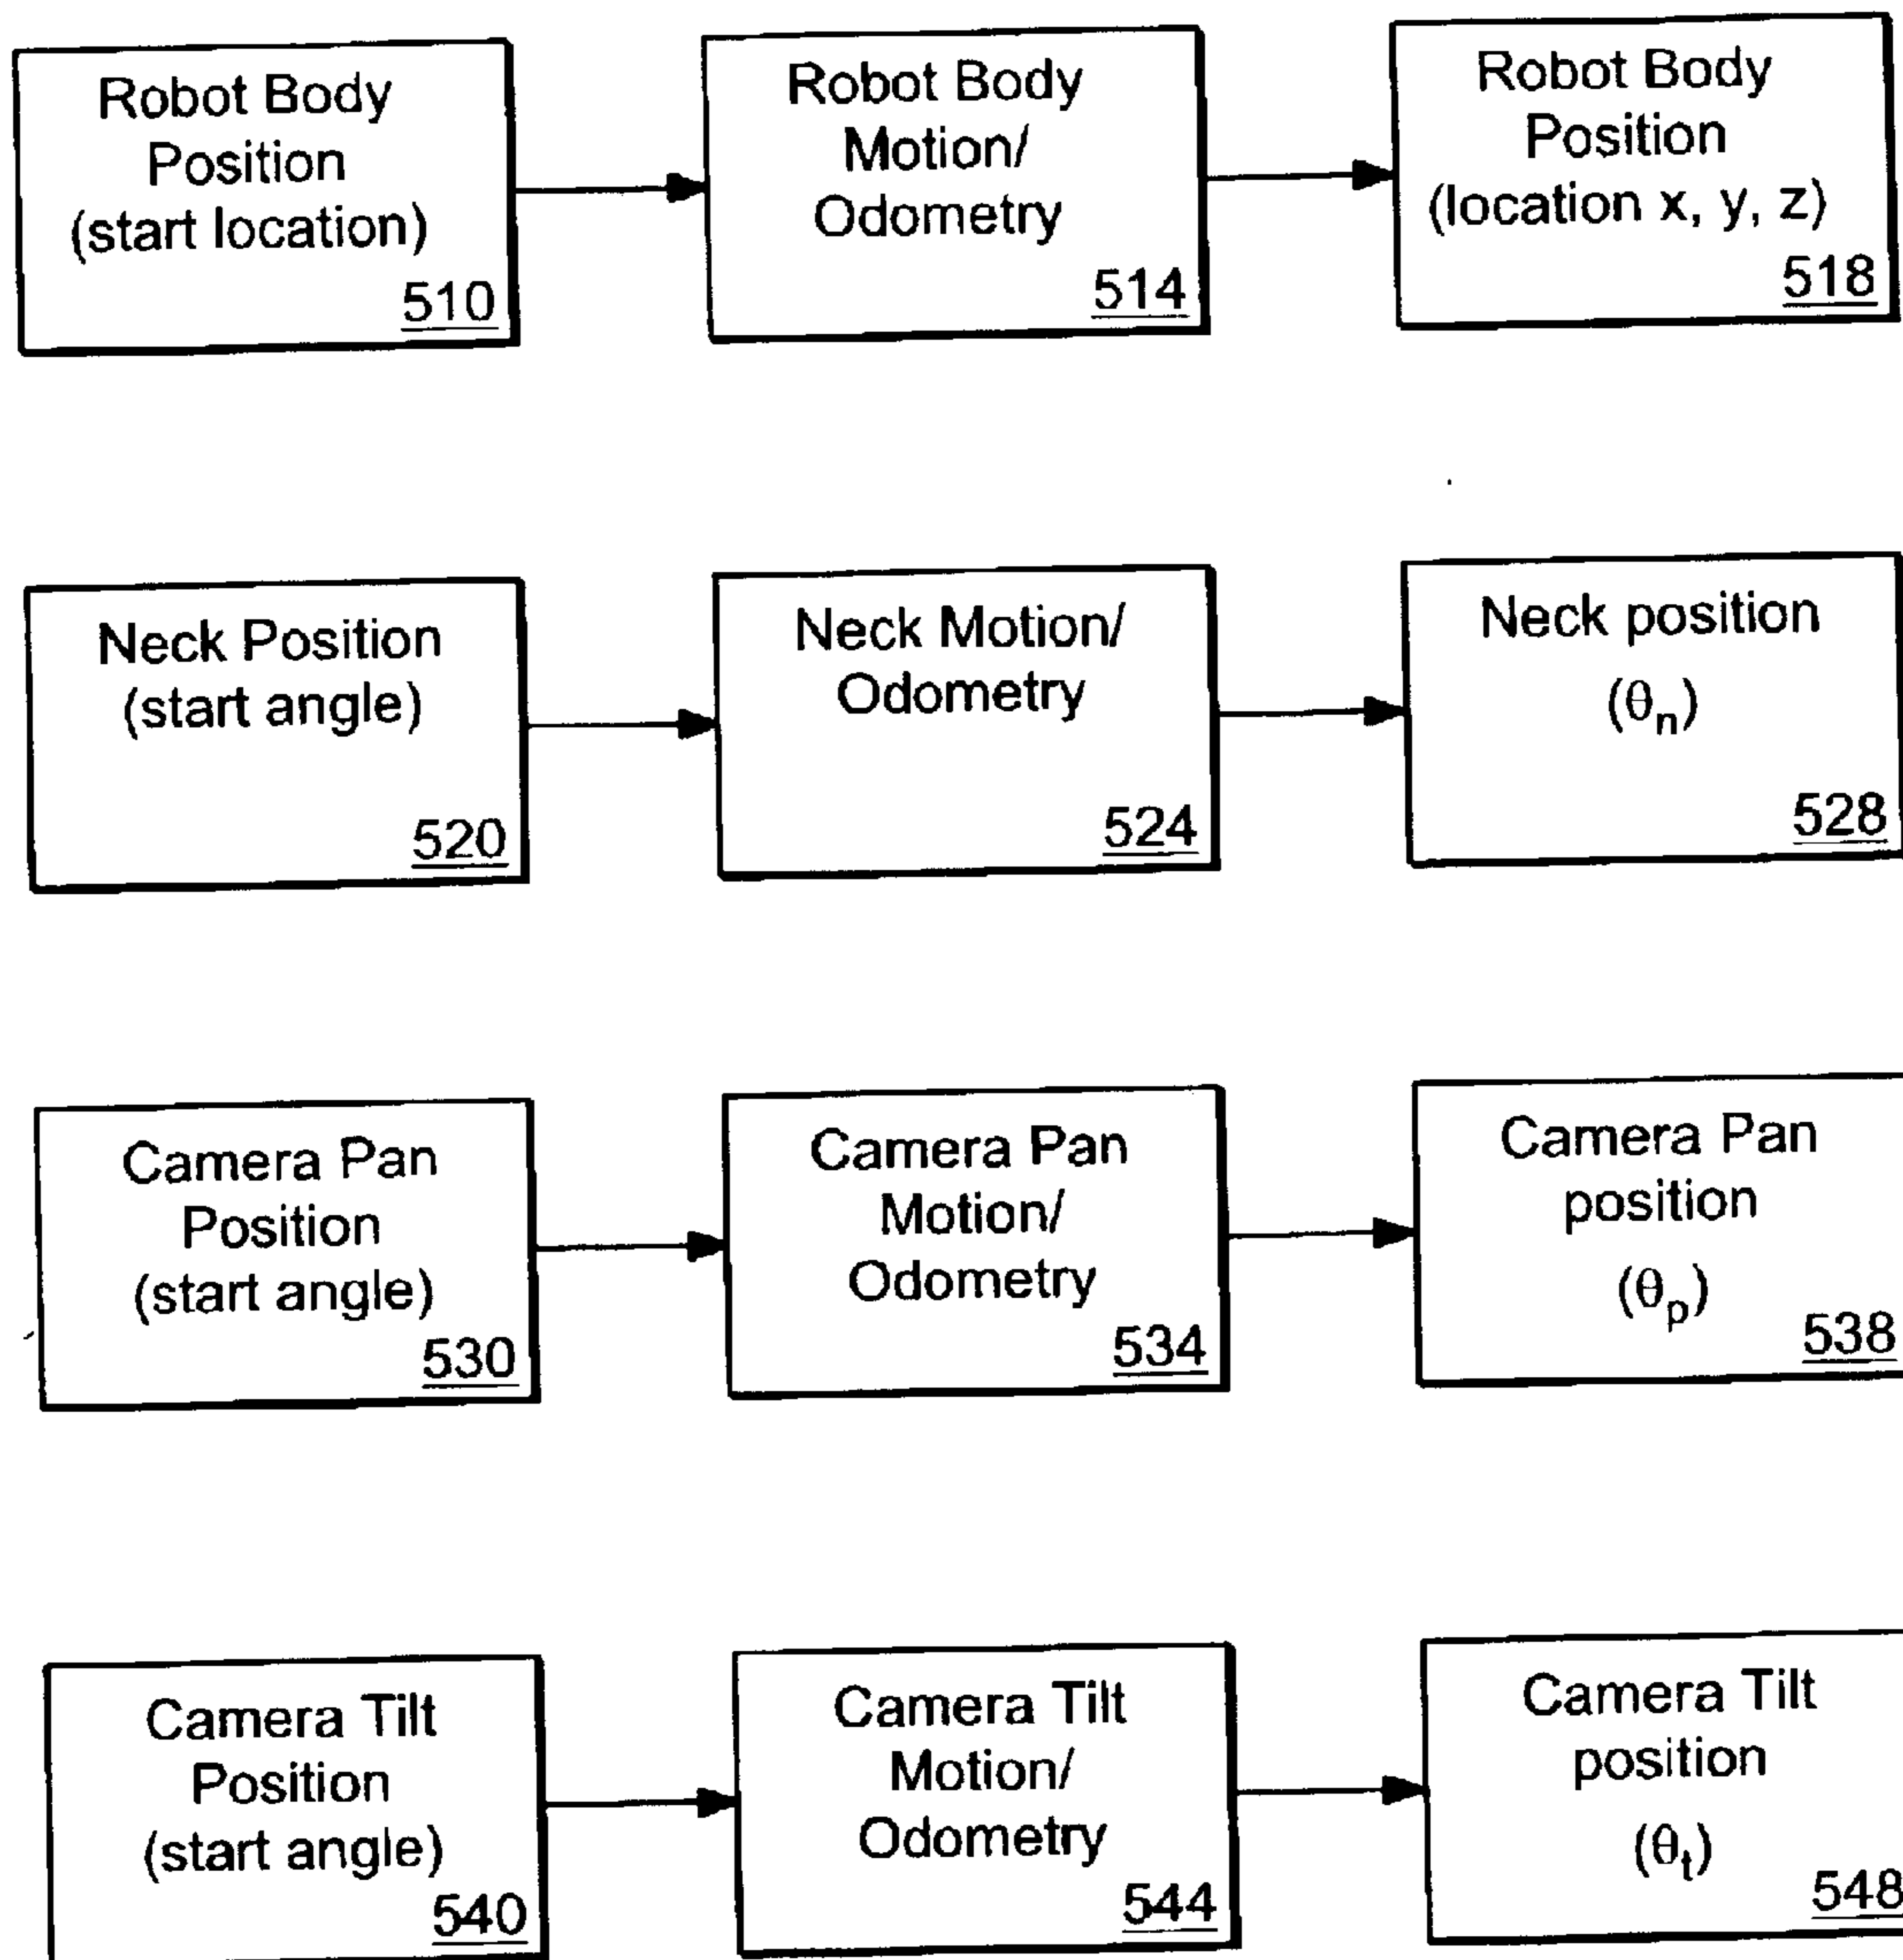 Robot Body
Position
(start location)
510
Robot Body
Motion/
Odometry
514
Robot Body
Position
(location x, y, z)
518
Neck Position
(start angle)
520
Neck Motion/
Odometry
524
Neck position
(θn)
528
Camera Pan
Position
(start angle)
530
Camera Pan
Motion/
Odometry
534
Camera Pan
position
(θp)
538
Camera Tilt
Position
(start angle)
540
Camera Tilt
Motion/
Odometry
544
Camera Tilt
position
(θt)
548